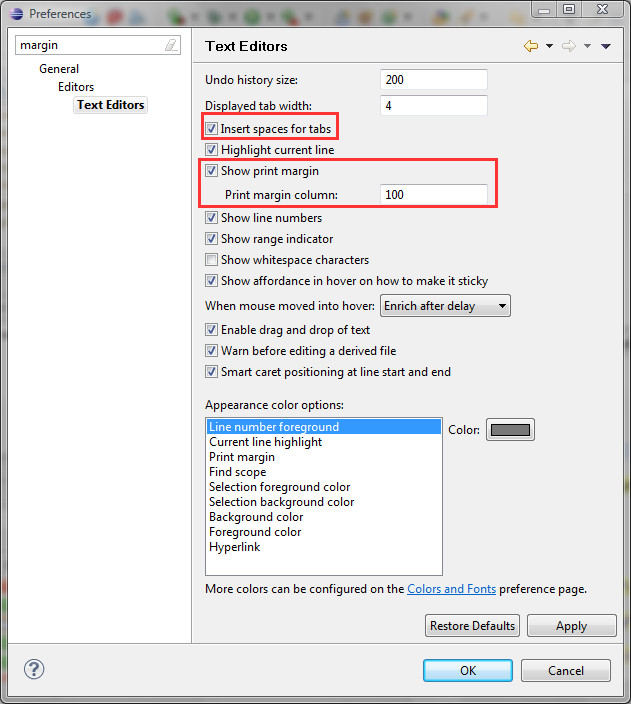 Preferences
margin
General
Editors
Text Editors
Text Editors
Undo history size: 200
Displayed tab width: 4
Insert spaces for tabs
Highlight current line
Show print margin
Print margin column: 100
Show line numbers
Show range indicator
Show whitespace characters
Show affordance in hover on how to make it sticky
When mouse moved into hover: Enrich after delay
Enable drag and drop of text
Warn before editing a derived file
Smart caret positioning at line start and end
Appearance color options:
Line number foreground
Color:
Current line highlight
Print margin
Find scope
Selection foreground color
Selection background color
Background color
Foreground color
Hyperlink
More colors can be configured on the Colors and Fonts preference page.
Restore Defaults Apply
? OK Cancel